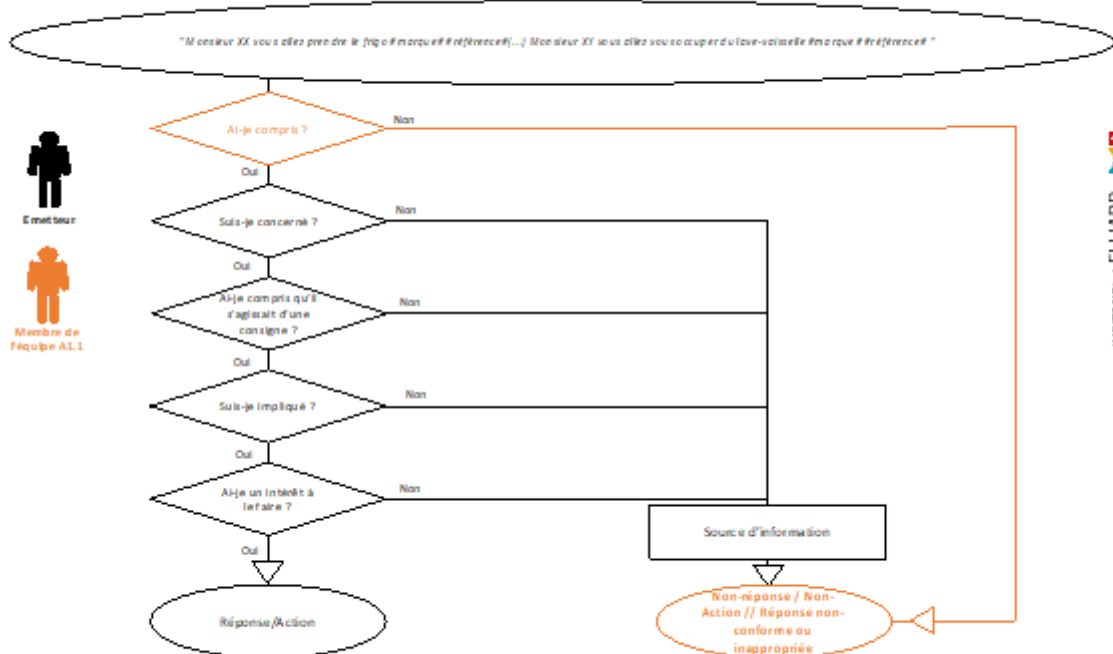 "Monsieur XX vous allez prendre le frigo #marque##référence#(...) Monsieur XY vous allez vous occuper du lave-vaisselle #marque##référence# "
Ai-je compris ?
Non
Oui
Emetteur
Suis-je concerné ?
Non
Oui
Membre de
l'équipe A1.1
Ai-je compris qu'il
s'agissait d'une
consigne ?
Non
Oui
Suis-je impliqué ?
Non
Oui
Ai-je un intérêt à
le faire ?
Non
Oui
Source d'information
Réponse/Action
Non-réponse / Non-
Action // Réponse non-
conforme ou
inappropriée